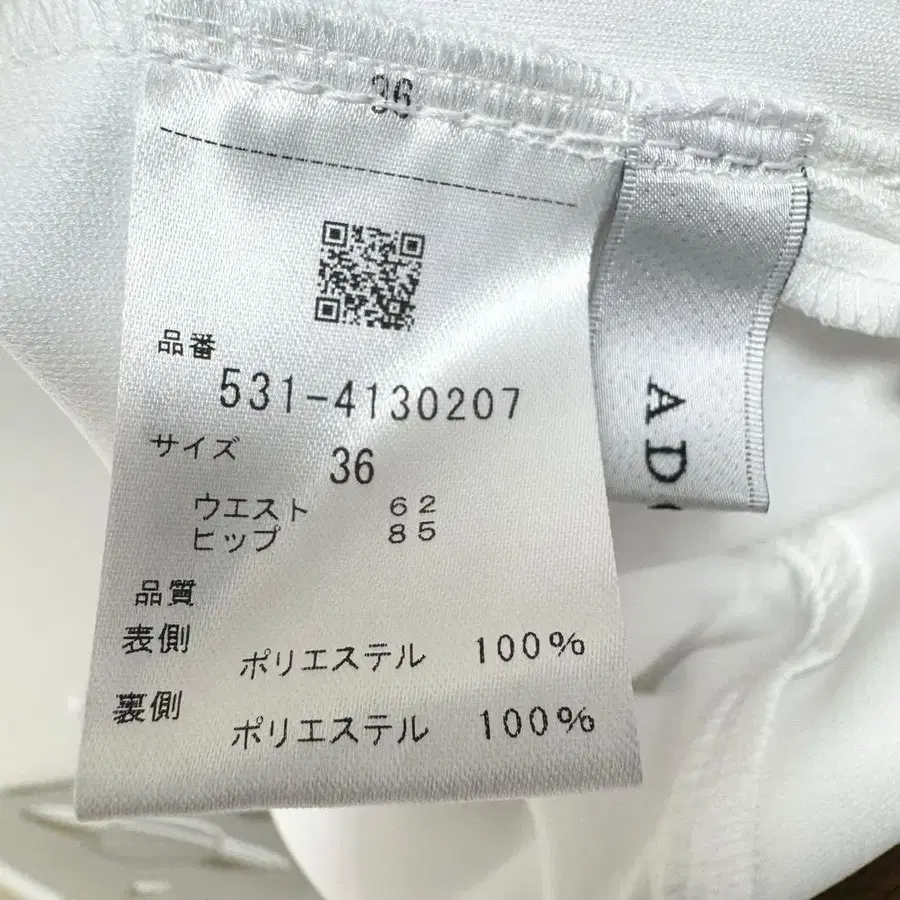 36
品番
531-4130207
サイズ
36
ウエスト 62
ヒップ 85
品質
表側
ポリエステル 100%
裏側
ポリエステル 100%
AD